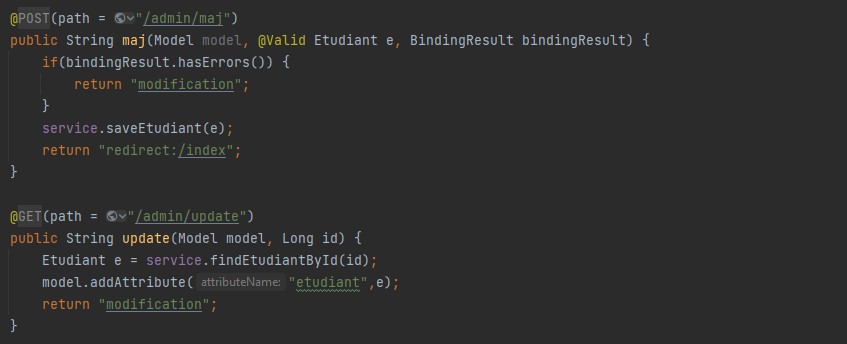 @POST(path = "/admin/maj")
public String maj(Model model, @Valid Etudiant e, BindingResult bindingResult) {
    if(bindingResult.hasErrors()) {
        return "modification";
    }
    service.saveEtudiant(e);
    return "redirect:/index";
}

@GET(path = "/admin/update")
public String update(Model model, Long id) {
    Etudiant e = service.findEtudiantById(id);
    model.addAttribute( attributeName: "etudiant",e);
    return "modification";
}